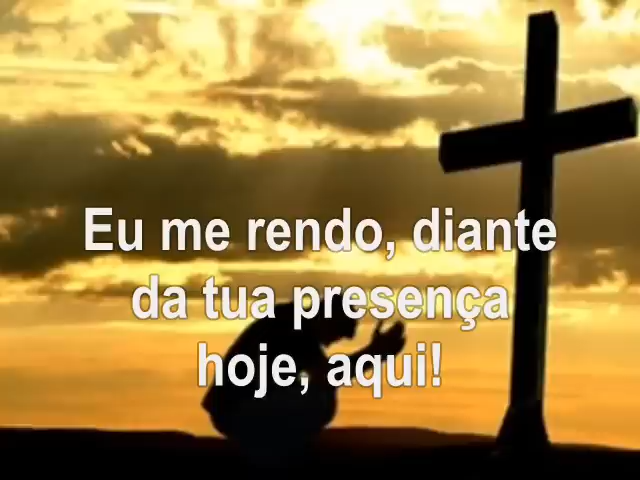 Eu me rendo, diante
da tua presença
hoje, aqui!